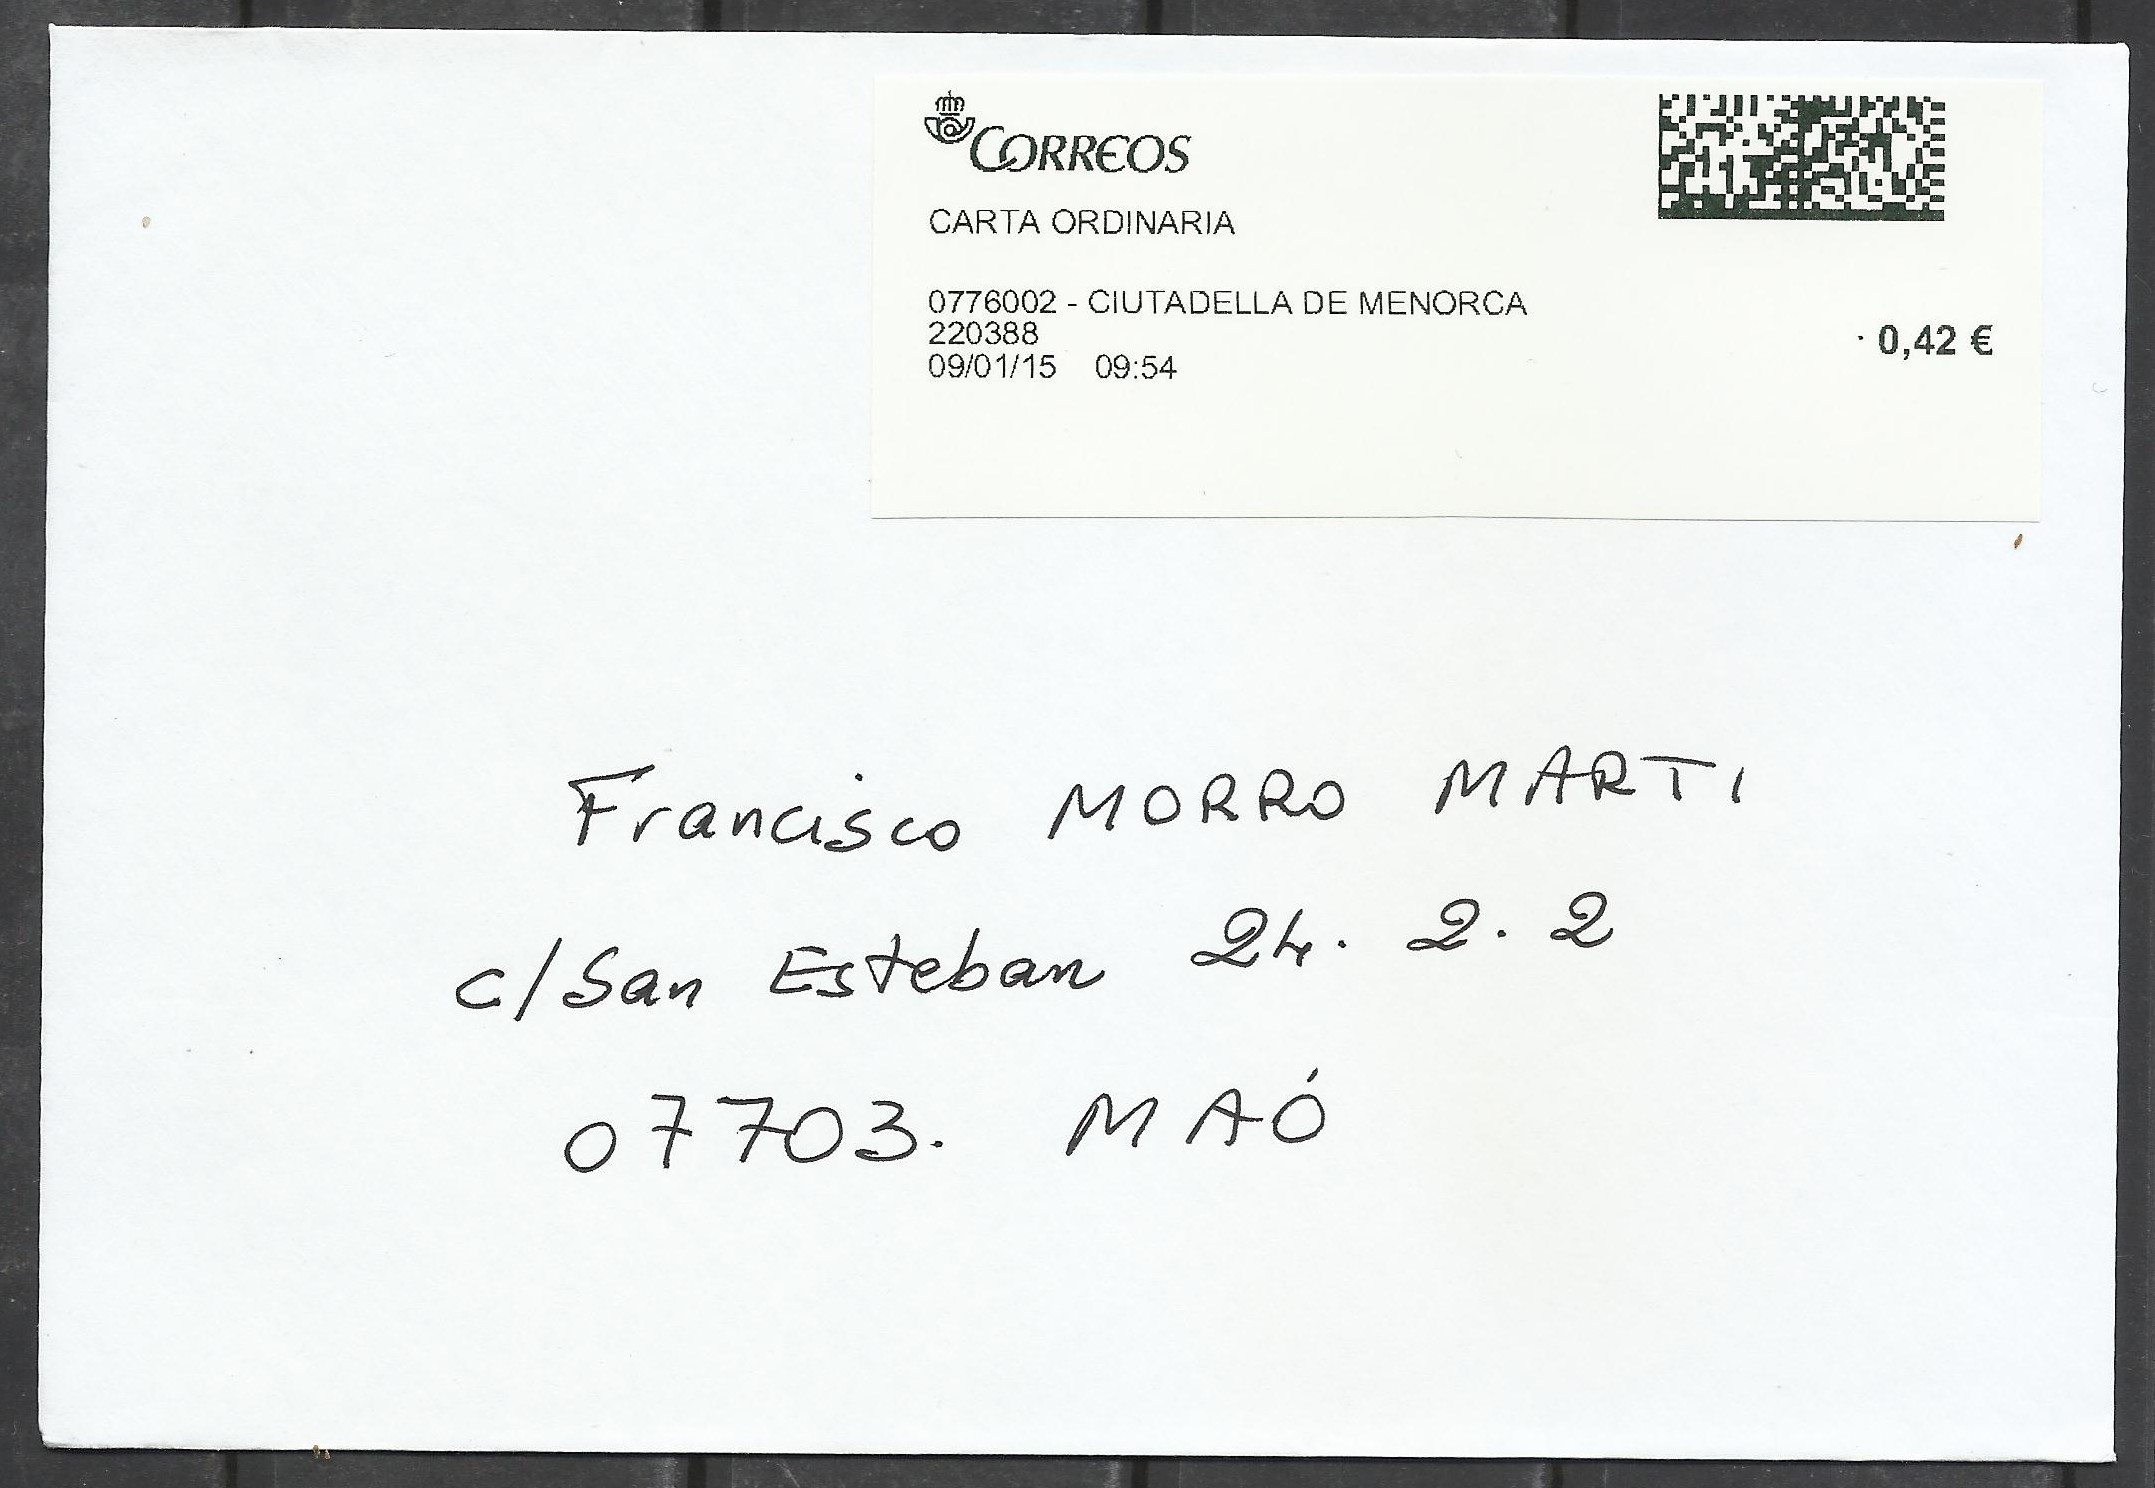 CORREOS
CARTA ORDINARIA
0776002 - CIUTADELLA DE MENORCA
220388
09/01/15 09:54
0,42 €
Francisco MORRO MARTI
c/San Esteban 24. 2. 2
07703. MAÓ